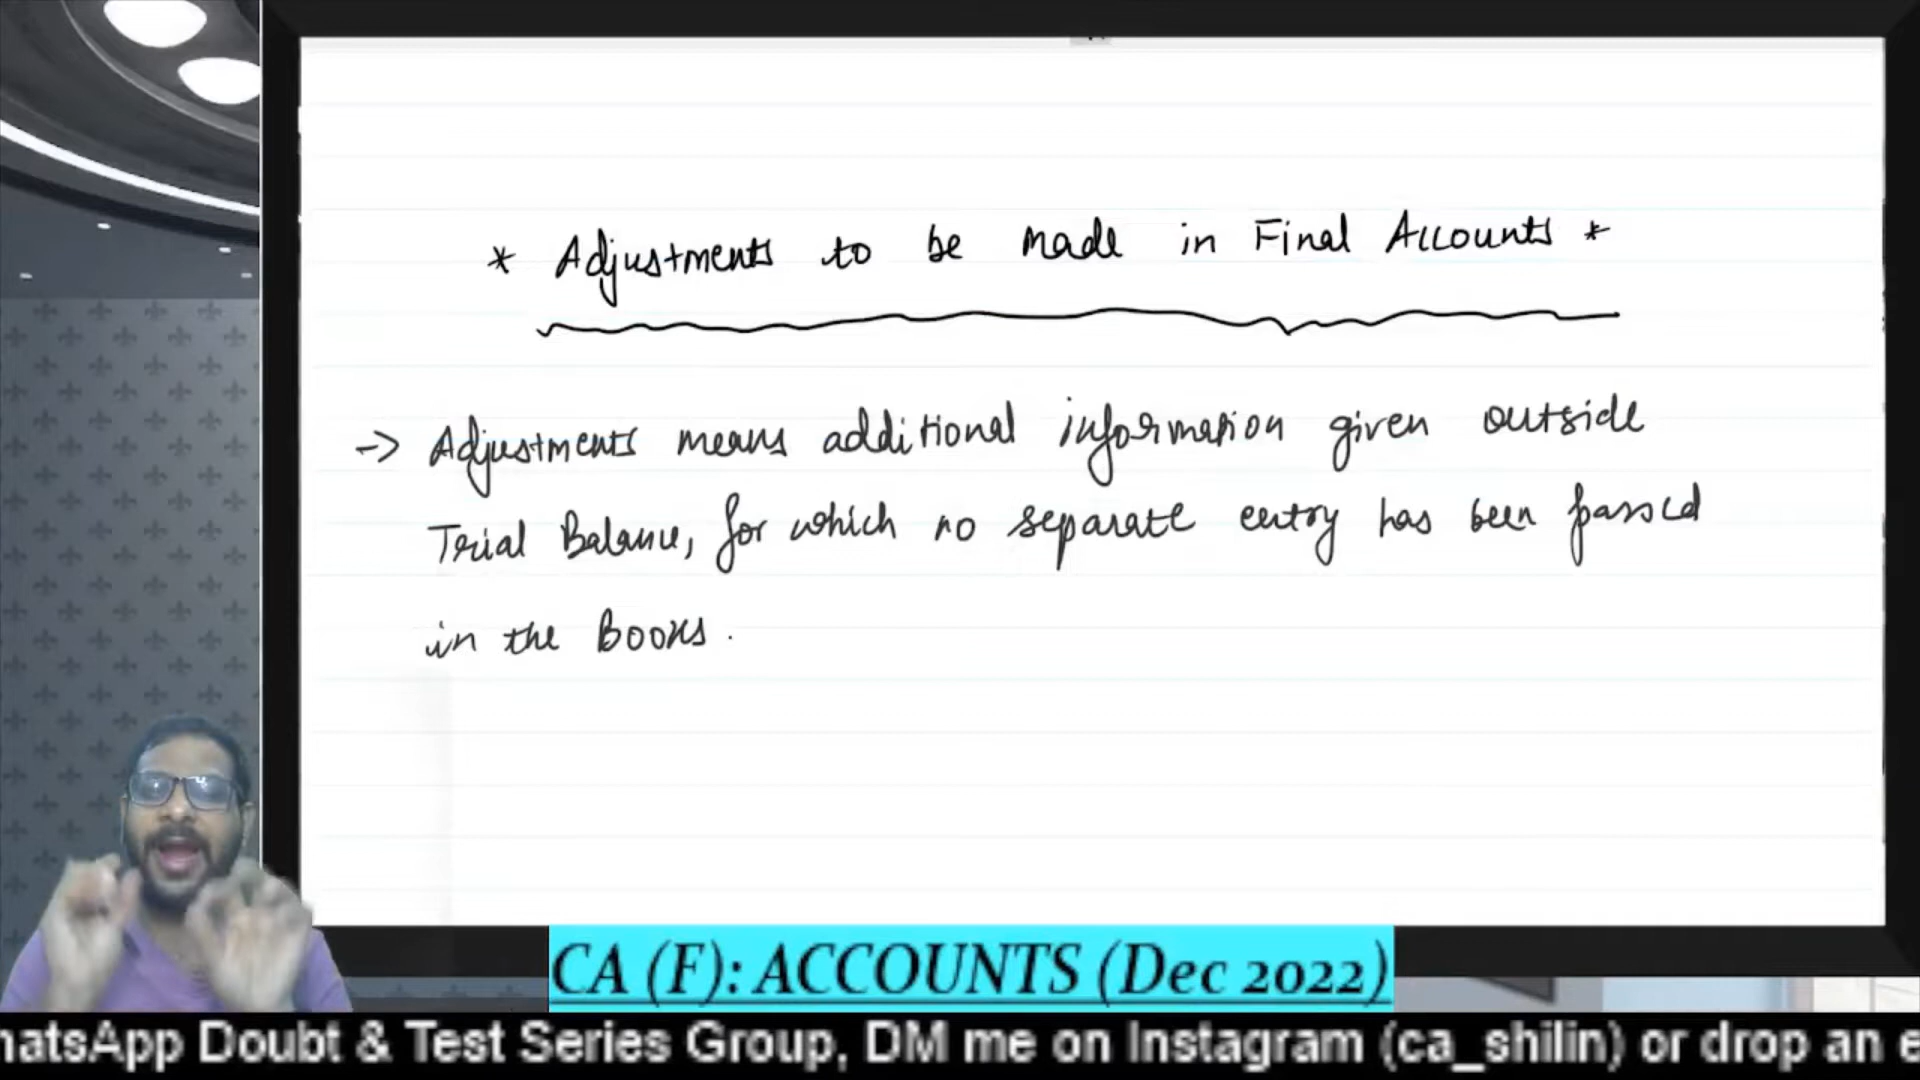 * Adjustments to be made in Final Accounts *
-> Adjustments means additional information given outside
Trial Balance, for which no separate entry has been passed
in the Books.
CA (F): ACCOUNTS (Dec 2022)
hatsApp Doubt & Test Series Group, DM me on Instagram (ca_shilin) or drop an e